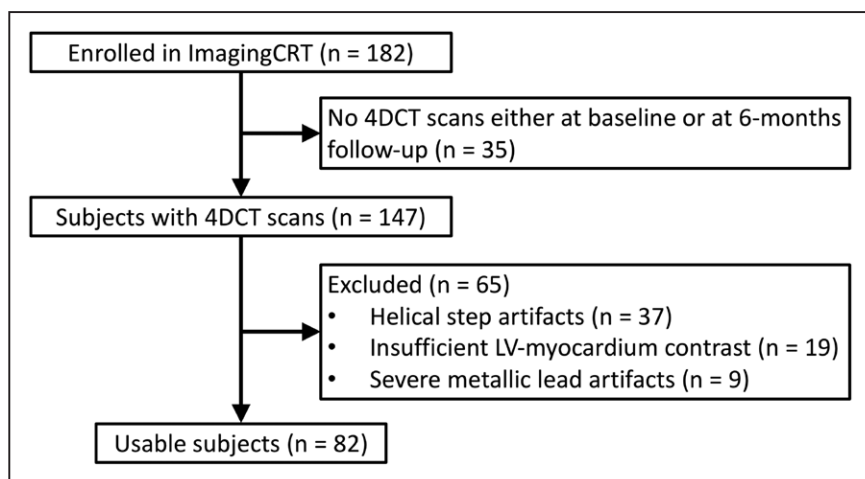 Enrolled in ImagingCRT (n = 182)
No 4DCT scans either at baseline or at 6-months
follow-up (n = 35)
Subjects with 4DCT scans (n = 147)
Excluded (n = 65)
• Helical step artifacts (n = 37)
• Insufficient LV-myocardium contrast (n = 19)
• Severe metallic lead artifacts (n = 9)
Usable subjects (n = 82)